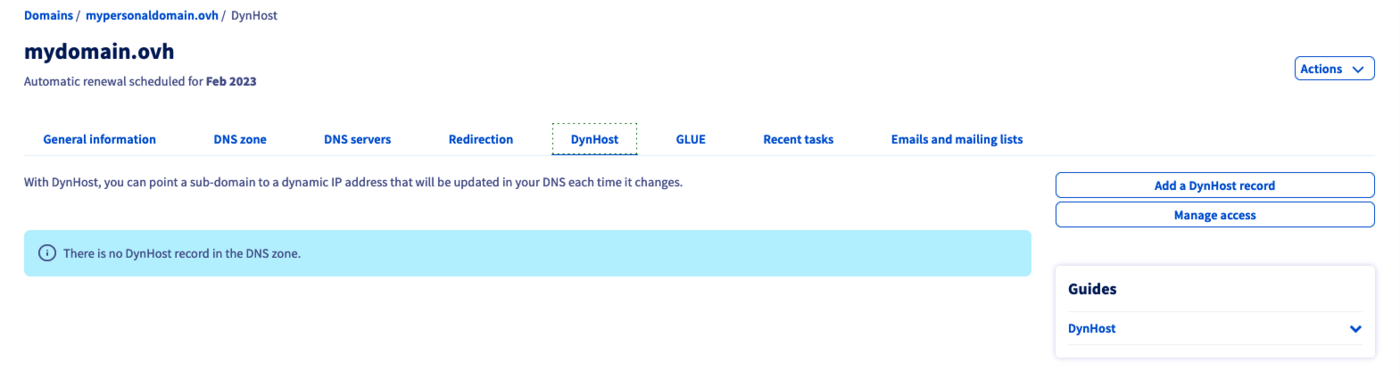 Domains / mypersonaldomain.ovh / DynHost
mydomain.ovh
Automatic renewal scheduled for Feb 2023
Actions
General information DNS zone DNS servers Redirection DynHost GLUE Recent tasks Emails and mailing lists
With DynHost, you can point a sub-domain to a dynamic IP address that will be updated in your DNS each time it changes.
Add a DynHost record
Manage access
There is no DynHost record in the DNS zone.
Guides
DynHost